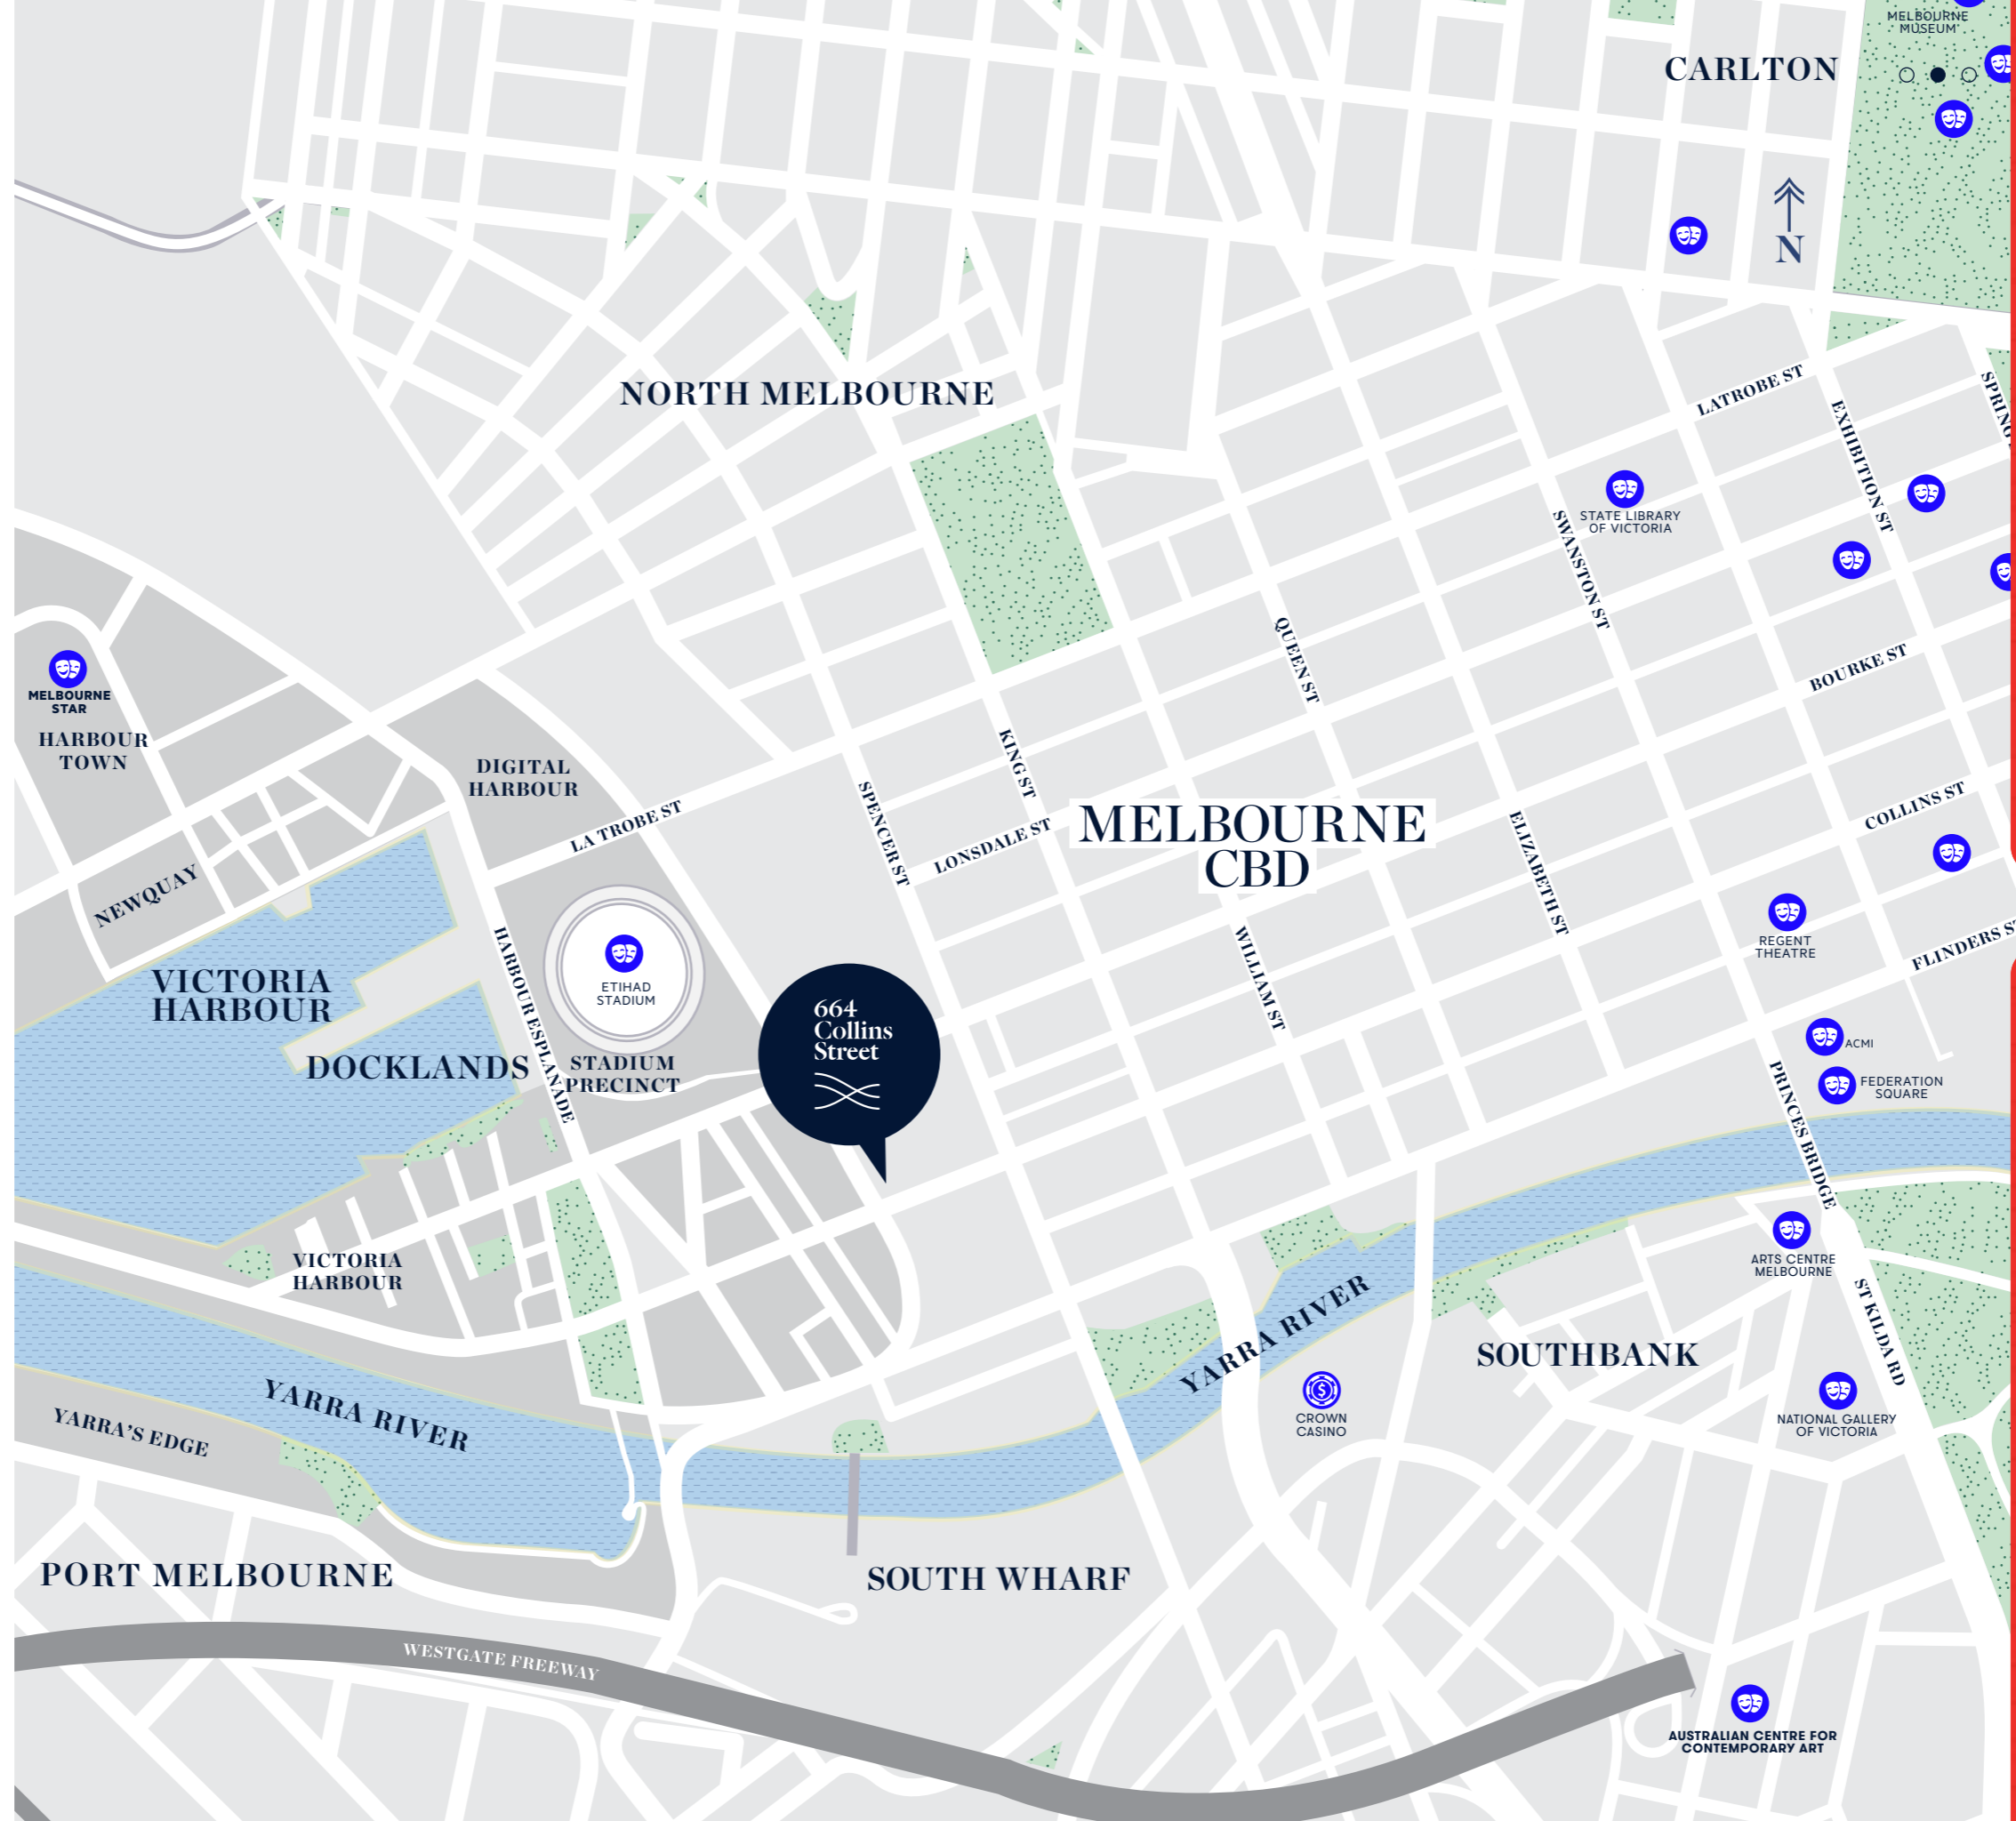 MELBOURNE
MUSEUM
CARLTON
N
NORTH MELBOURNE
LATROBE ST
EXHIBITION ST
SPRING
STATE LIBRARY
OF VICTORIA
SWANSTON ST
QUEEN ST
BOURKE ST
MELBOURNE
STAR
HARBOUR
TOWN
DIGITAL
HARBOUR
LA TROBE ST
SPENCER ST
KING ST
LONSDALE ST
MELBOURNE
CBD
ELIZABETH ST
COLLINS ST
NEWQUAY
HARBOUR ESPLANADE
ETIHAD
STADIUM
WILLIAM ST
REGENT
THEATRE
FLINDERS S
VICTORIA
HARBOUR
DOCKLANDS
STADIUM
PRECINCT
664
Collins
Street
ACMI
FEDERATION
SQUARE
PRINCES BRIDGE
VICTORIA
HARBOUR
ARTS CENTRE
MELBOURNE
ST KILDA RD
YARRA RIVER
SOUTHBANK
CROWN
CASINO
NATIONAL GALLERY
OF VICTORIA
YARRA RIVER
YARRA'S EDGE
PORT MELBOURNE
SOUTH WHARF
WESTGATE FREEWAY
AUSTRALIAN CENTRE FOR
CONTEMPORARY ART